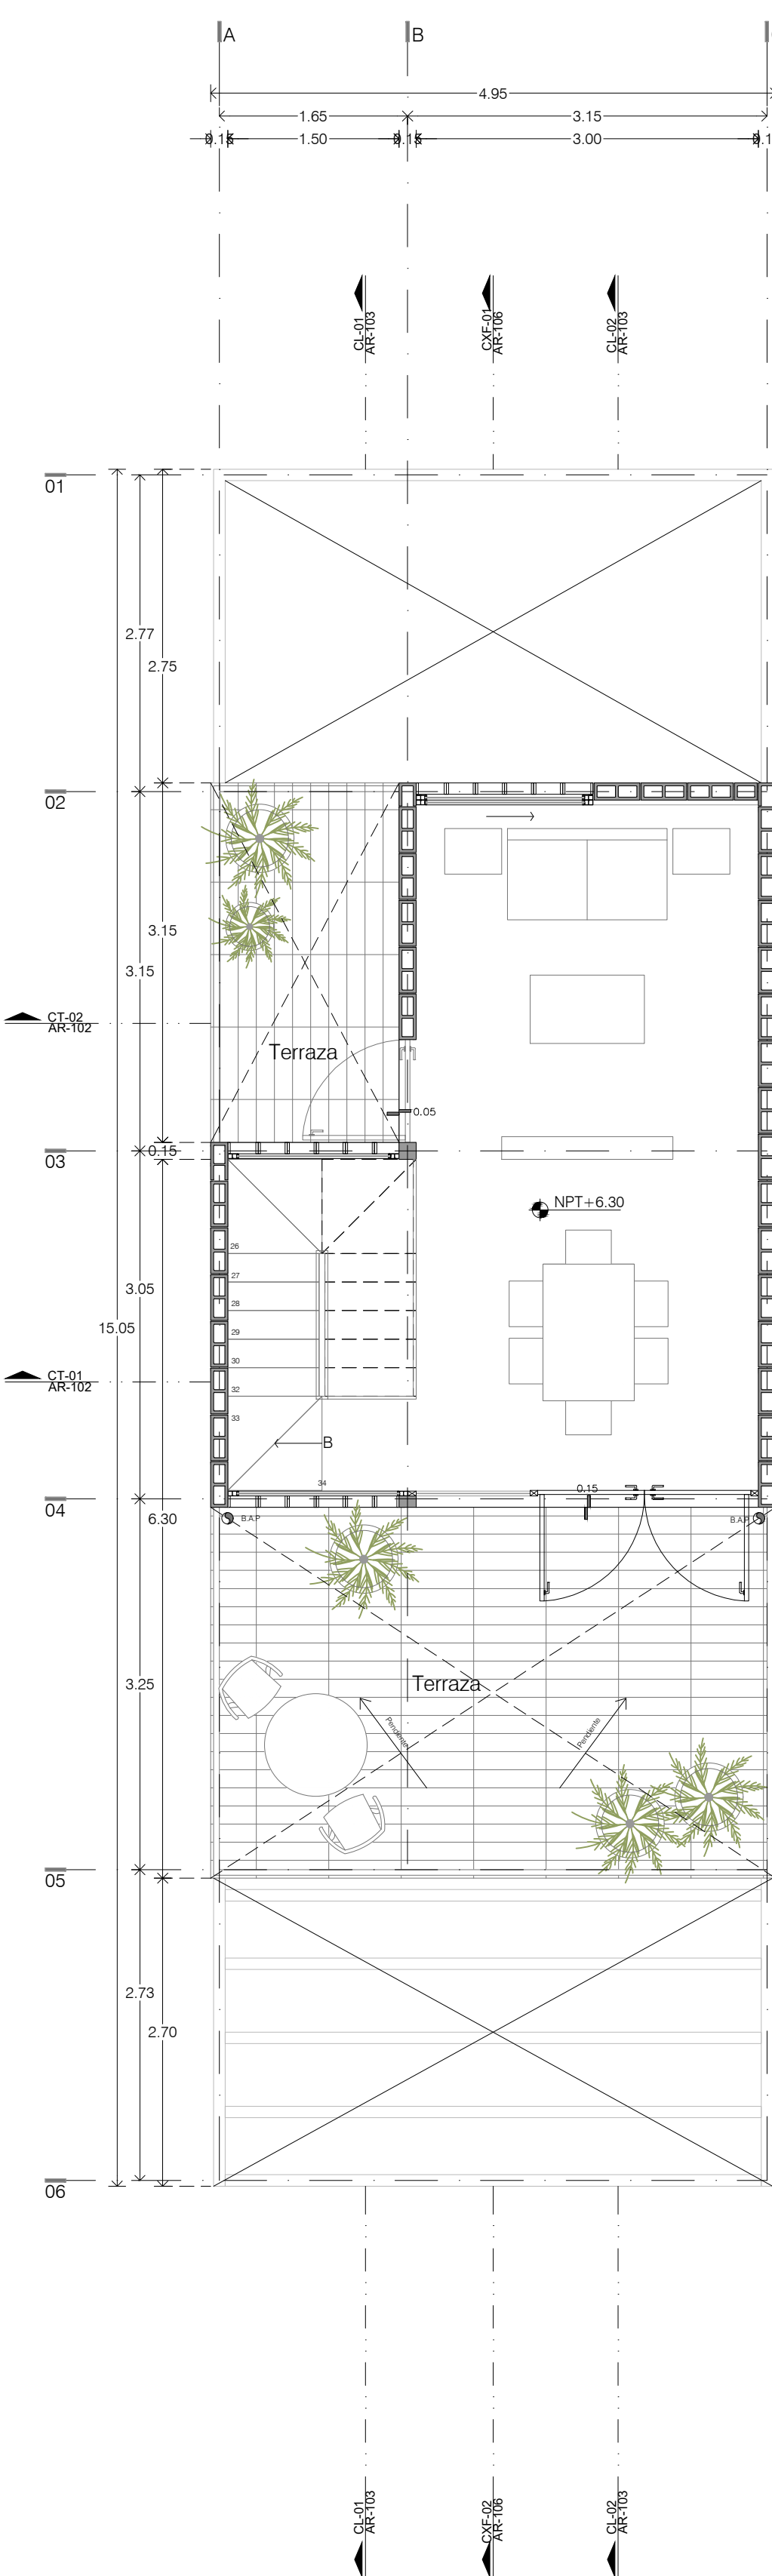 A
B
4.95
1.65
3.15
0.15
1.50
0.15
3.00
CL-01
AR-103
CXF-01
AR-106
CL-02
AR-103
01
2.77
2.75
02
3.15
3.15
CT-02
AR-102
Terraza
0.05
03
0.15
NPT+6.30
26
27
28
29
30
32
33
34
B
3.05
15.05
CT-01
AR-102
0.15
04
6.30
B.A.P
B.A.P
Terraza
3.25
Pendiente
Pendiente
05
2.73
2.70
06
CL-01
AR-103
CXF-02
AR-106
CL-02
AR-103